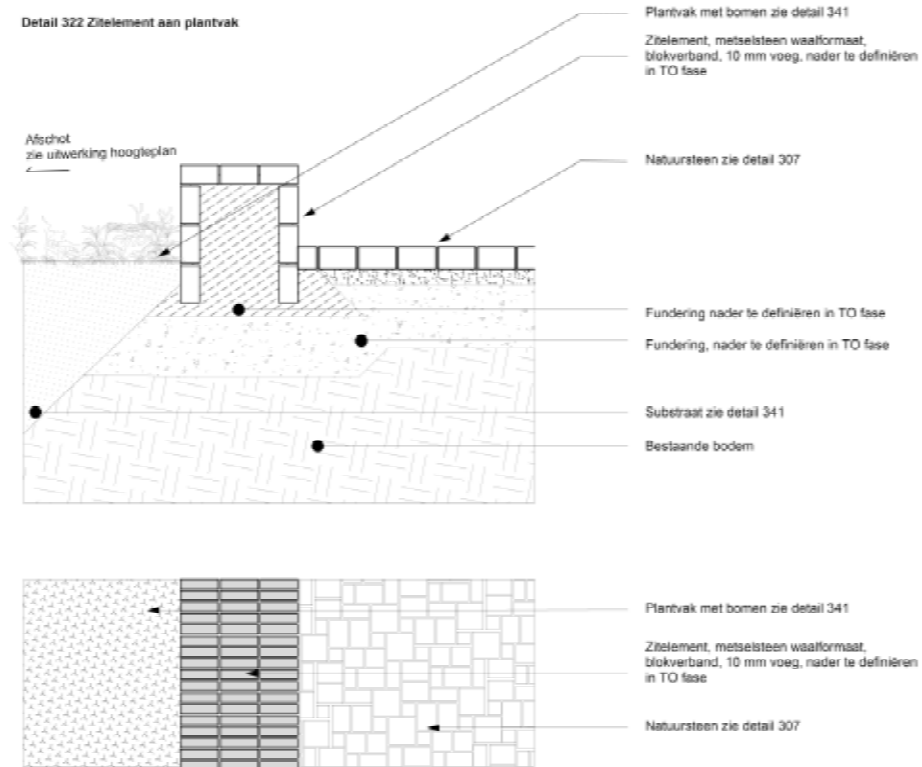 Detail 322 Zitelement aan plantvak
Plantvak met bomen zie detail 341
Zitelement, metselsteen waalformaat,
blokverband, 10 mm voeg, nader te definiëren
in TO fase
Afschot
zie uitwerking hoogteplan
Natuursteen zie detail 307
Fundering nader te definiëren in TO fase
Fundering, nader te definiëren in TO fase
Substraat zie detail 341
Bestaande bodem
Plantvak met bomen zie detail 341
Zitelement, metselsteen waalformaat,
blokverband, 10 mm voeg, nader te definiëren
in TO fase
Natuursteen zie detail 307